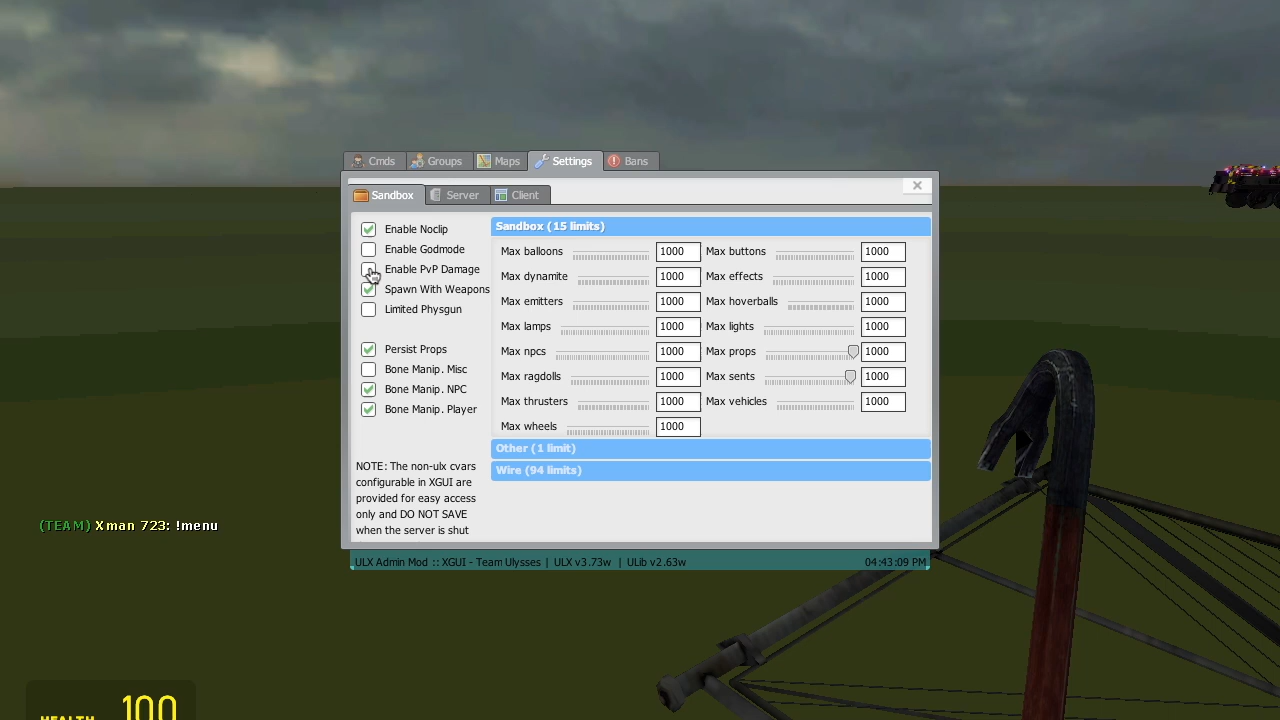 Cmds Groups Maps Settings Bans
Sandbox Server Client
Enable Noclip
Enable Godmode
Enable PvP Damage
Spawn With Weapons
Limited Physgun
Persist Props
Bone Manip. Misc
Bone Manip. NPC
Bone Manip. Player
NOTE: The non-ulx cvars
configurable in XGUI are
provided for easy access
only and DO NOT SAVE
when the server is shut
Sandbox (15 limits)
Max balloons 1000 Max buttons 1000
Max dynamite 1000 Max effects 1000
Max emitters 1000 Max hoverballs 1000
Max lamps 1000 Max lights 1000
Max npcs 1000 Max props 1000
Max ragdolls 1000 Max sents 1000
Max thrusters 1000 Max vehicles 1000
Max wheels 1000
Other (1 limit)
Wire (94 limits)
(TEAM) Xman 723: !menu
ULX Admin Mod :: XGUI - Team Ulysses | ULX v3.73w | ULib v2.63w 04:43:09 PM
HEALTH 100